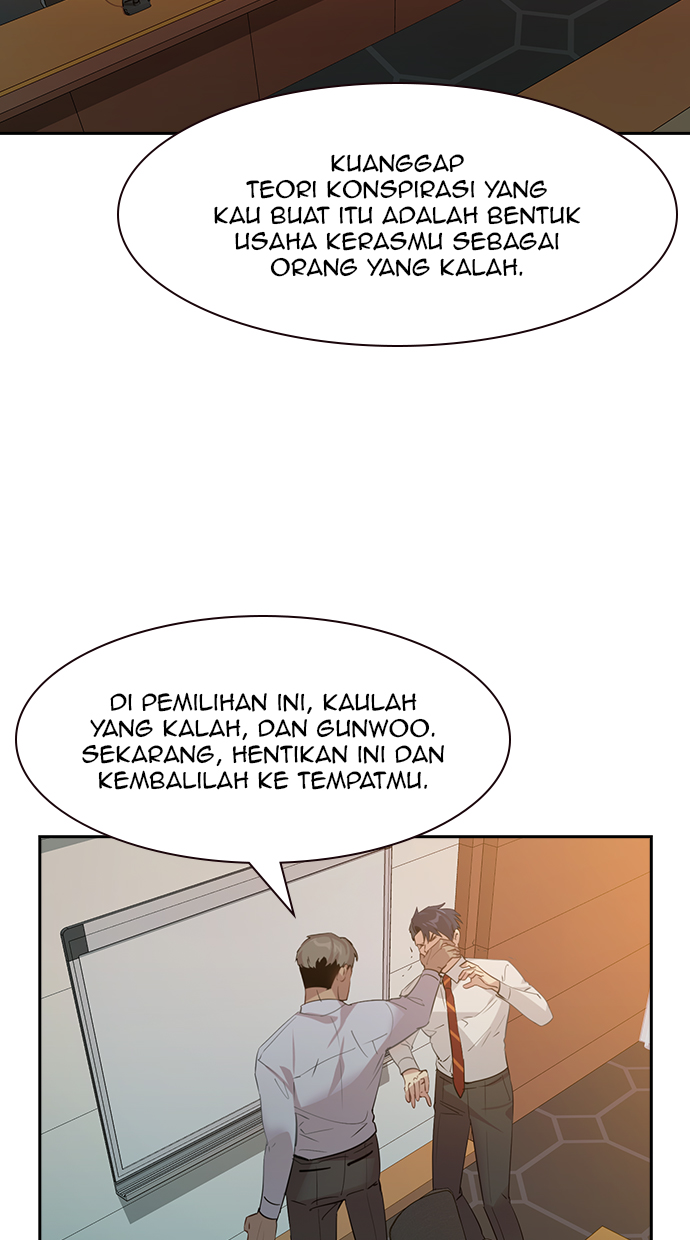 KUANGGAP
TEORI KONSPIRASI YANG
KAU BUAT ITU ADALAH BENTUK
USAHA KERASMU SEBAGAI
ORANG YANG KALAH.
DI PEMILIHAN INI, KAULAH
YANG KALAH, DAN GUNWOO.
SEKARANG, HENTIKAN INI DAN
KEMBALILAH KE TEMPATMU.